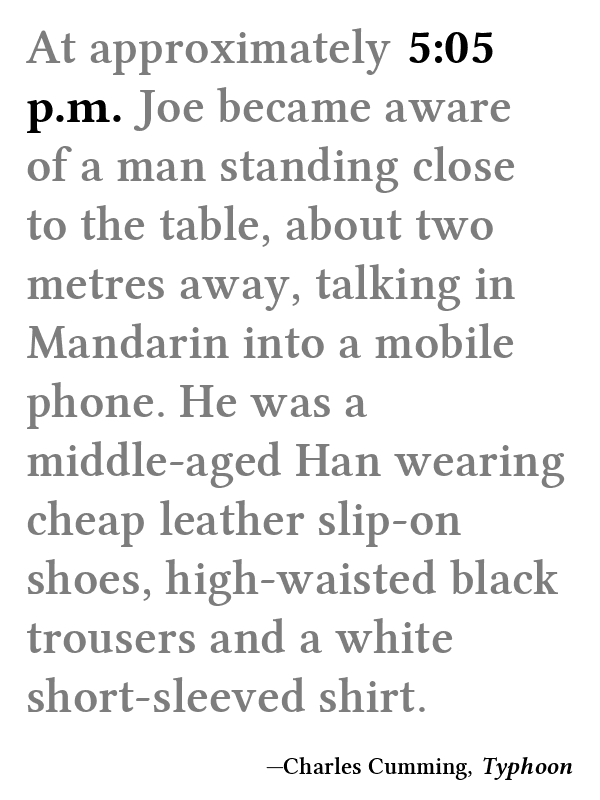 At approximately 5:05
p.m. Joe became aware
of a man standing close
to the table, about two
metres away, talking in
Mandarin into a mobile
phone. He was a
middle-aged Han wearing
cheap leather slip-on
shoes, high-waisted black
trousers and a white
short-sleeved shirt.
—Charles Cumming, Typhoon